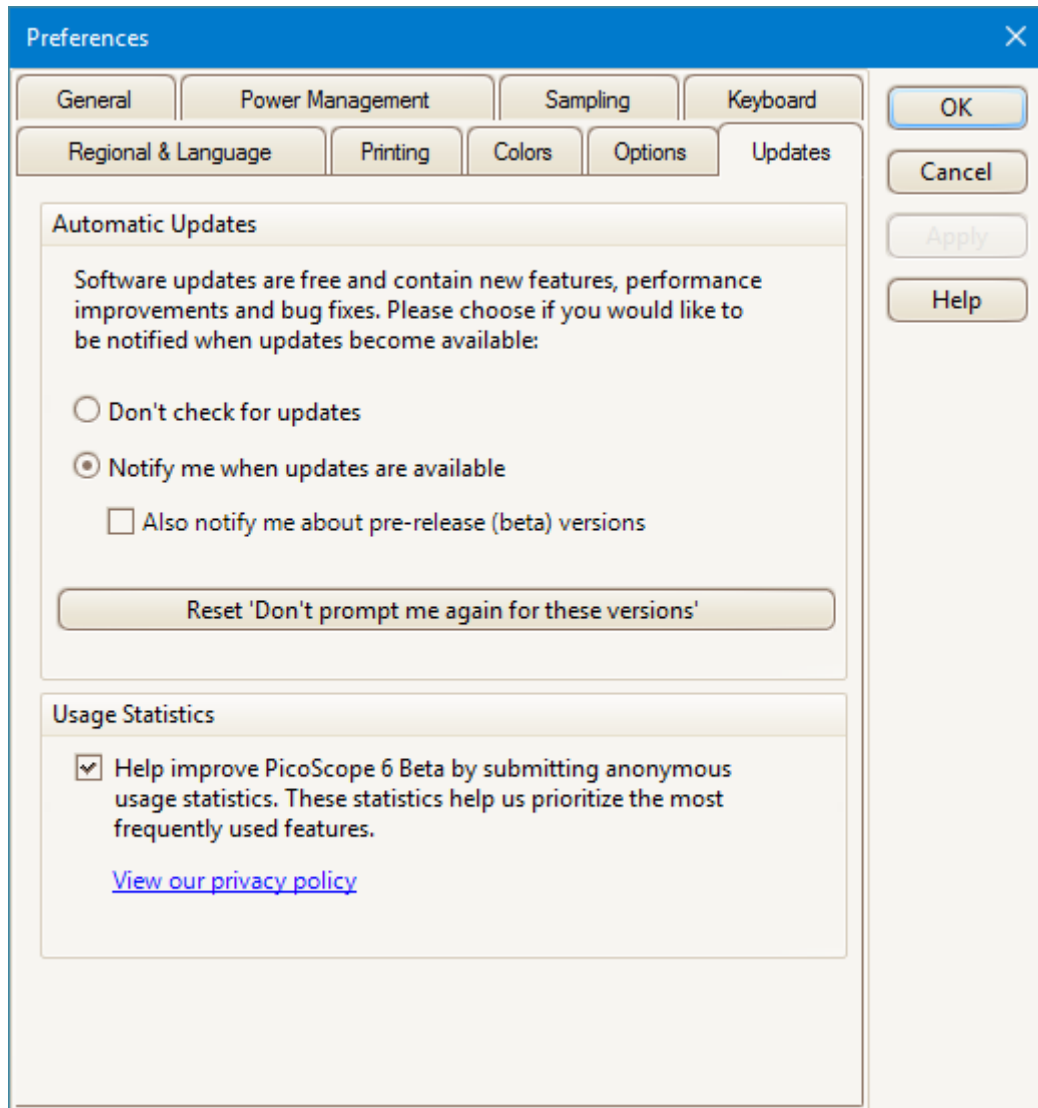 Preferences
General
Power Management
Sampling
Keyboard
Regional & Language
Printing
Colors
Options
Updates
OK
Cancel
Apply
Help
Automatic Updates
Software updates are free and contain new features, performance
improvements and bug fixes. Please choose if you would like to
be notified when updates become available:
Don't check for updates
Notify me when updates are available
Also notify me about pre-release (beta) versions
Reset 'Don't prompt me again for these versions'
Usage Statistics
Help improve PicoScope 6 Beta by submitting anonymous
usage statistics. These statistics help us prioritize the most
frequently used features.
View our privacy policy